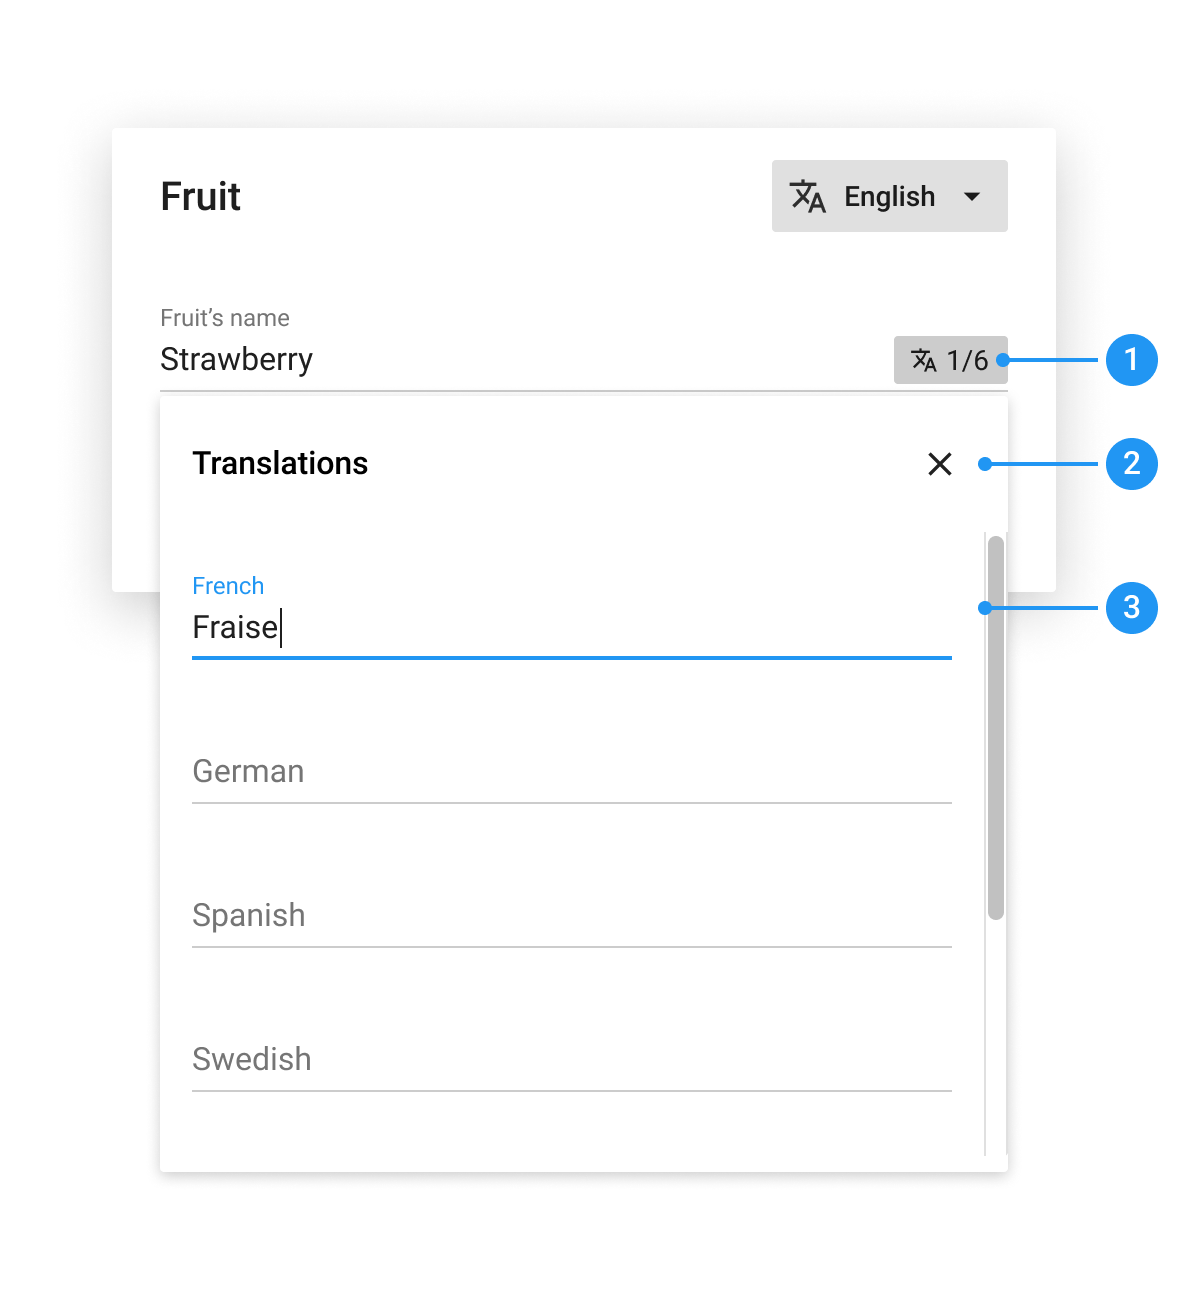 Fruit
English
Fruit’s name
Strawberry
1/6
1
Translations
2
French
Fraise
3
German
Spanish
Swedish